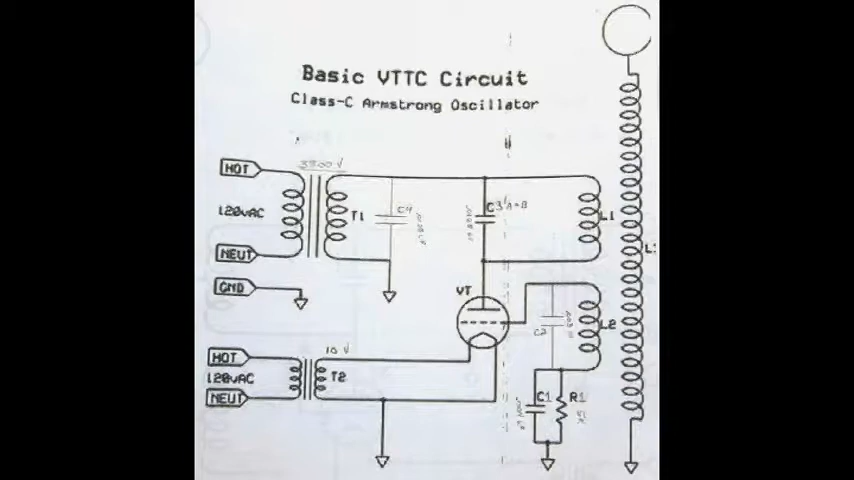 Basic VTTC Circuit
Class-C Armstrong Oscillator
HOT
3500 V
120vAC
T1
C4
C3
A+B
L1
NEUT
GND
VT
L2
C2
HOT
10 V
120vAC
T2
NEUT
C1
R1